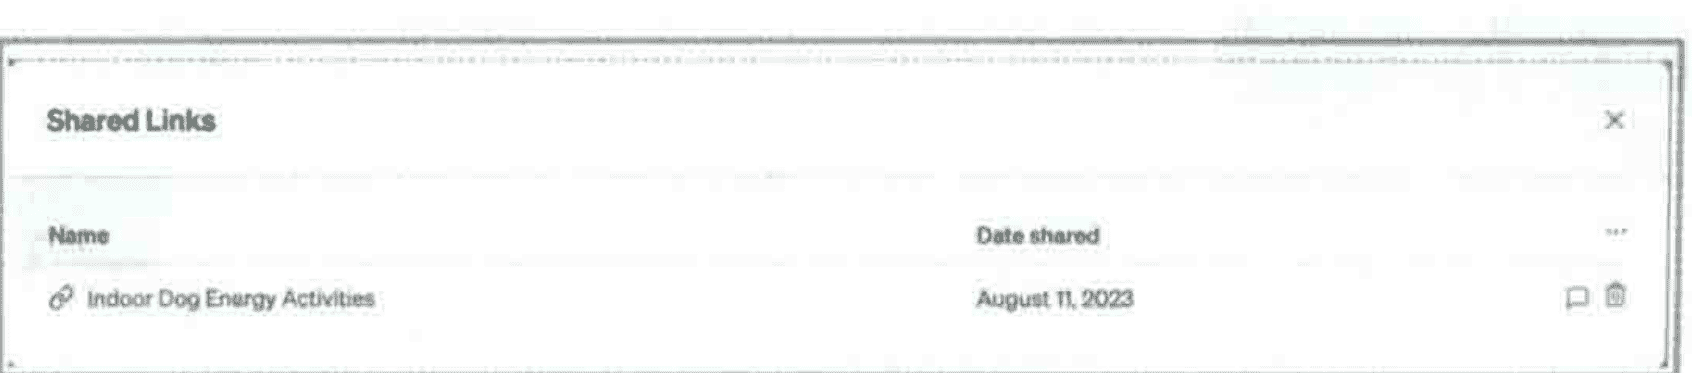 Shared Links
Name Date shared ...
Indoor Dog Energy Activities August 11, 2023